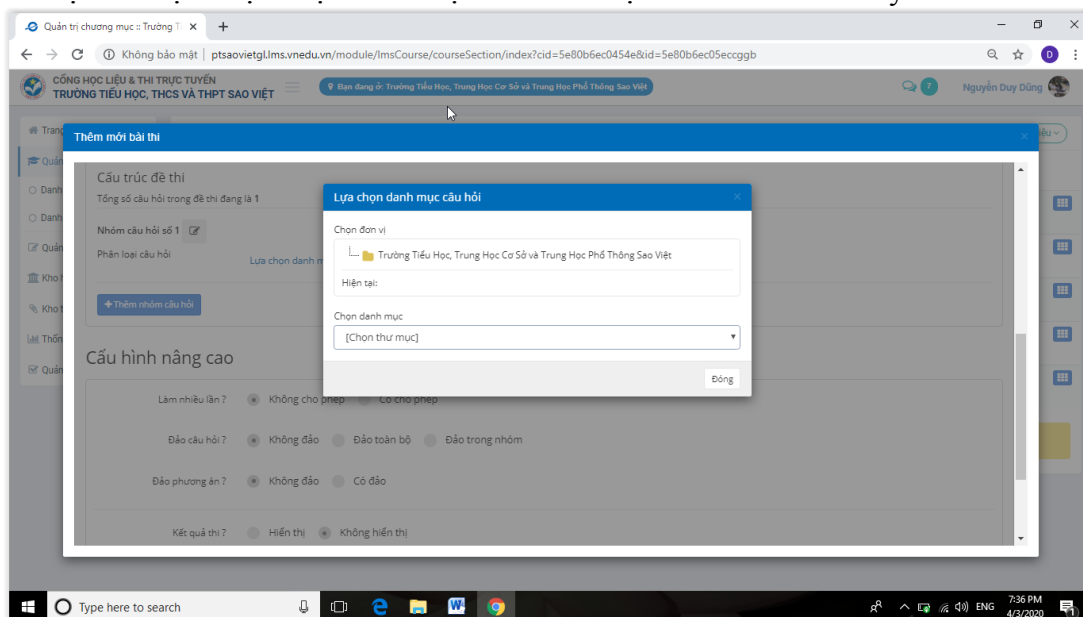 Quản trị chương mục :: Trường T
Không bảo mật | ptsaovietgl.lms.vnedu.vn/module/lmsCourse/courseSection/index?cid=5e80b6ec0454e&id=5e80b6ec05eccggb
D
CỔNG HỌC LIỆU & THI TRỰC TUYẾN
TRƯỜNG TIỂU HỌC, THCS VÀ THPT SAO VIỆT
Bạn đang ở: Trường Tiểu Học, Trung Học Cơ Sở và Trung Học Phổ Thông Sao Việt
7
Nguyễn Duy Dũng
Thêm mới bài thi
Cấu trúc đề thi
Tổng số câu hỏi trong đề thi đang là 1
Nhóm câu hỏi số 1
Phân loại câu hỏi
Lựa chọn danh
+Thêm nhóm câu hỏi
Lựa chọn danh mục câu hỏi
Chọn đơn vị
Trường Tiểu Học, Trung Học Cơ Sở và Trung Học Phổ Thông Sao Việt
Hiện tại:
Chọn danh mục
[Chọn thư mục]
Đóng
Cấu hình nâng cao
Làm nhiều lần ? Không cho phép Có cho phép
Đảo câu hỏi ? Không đảo Đảo toàn bộ Đảo trong nhóm
Đảo phương án ? Không đảo Có đảo
Kết quả thi ? Hiển thị Không hiển thị
Danh
Danh
Quản
Kho
Kho
Thốn
Quản
Type here to search
ENG
7:36 PM
4/3/2020